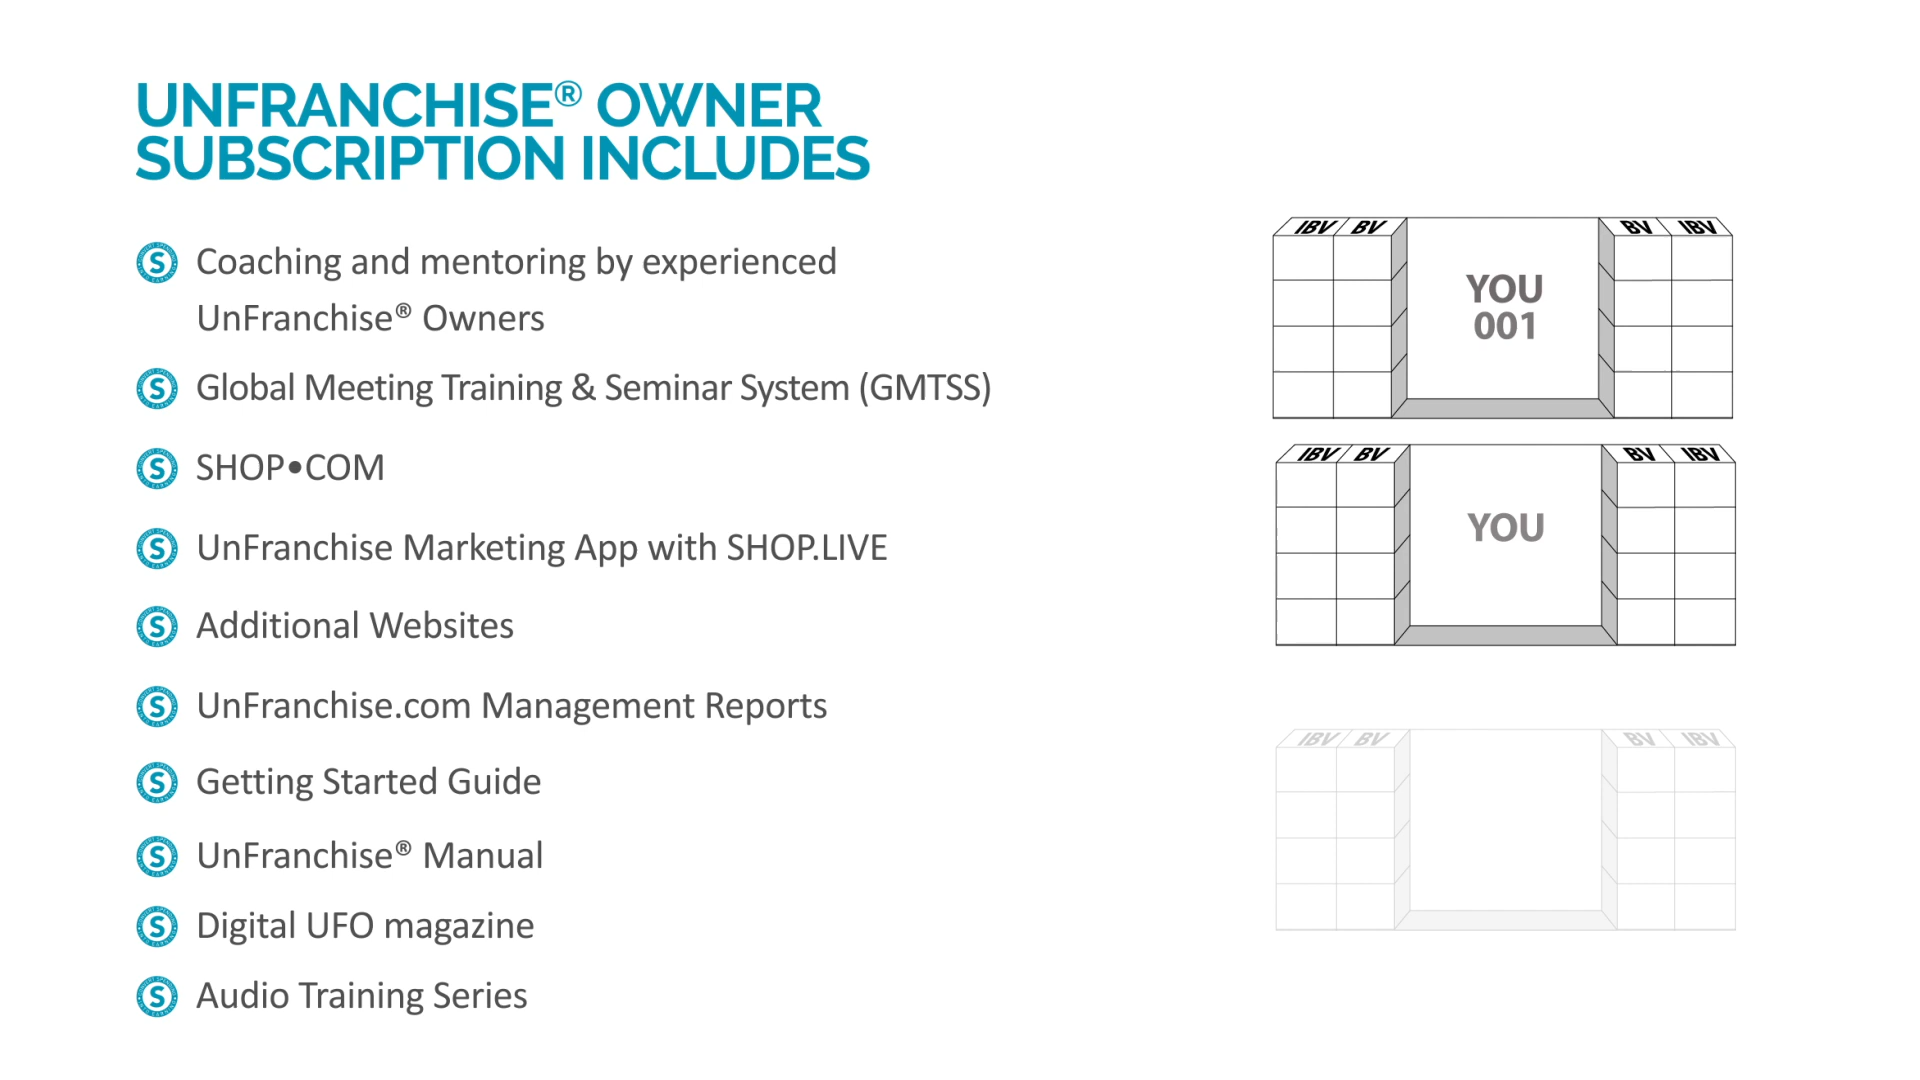 UNFRANCHISE® OWNER
SUBSCRIPTION INCLUDES
Coaching and mentoring by experienced
UnFranchise® Owners
Global Meeting Training & Seminar System (GMTSS)
SHOP•COM
UnFranchise Marketing App with SHOP.LIVE
Additional Websites
UnFranchise.com Management Reports
Getting Started Guide
UnFranchise® Manual
Digital UFO magazine
Audio Training Series
IBV BV BV IBV
YOU
001
IBV BV BV IBV
YOU
IBV BV BV IBV